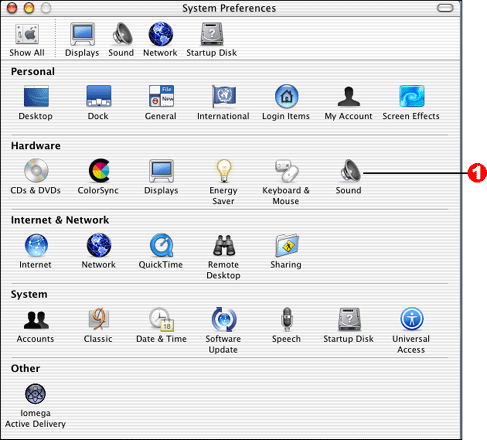 System Preferences
Show All Displays Sound Network Startup Disk
Personal
Desktop Dock General International Login Items My Account Screen Effects
Hardware
CDs & DVDs ColorSync Displays Energy Saver Keyboard & Mouse Sound
1
Internet & Network
Internet Network QuickTime Remote Desktop Sharing
System
Accounts Classic Date & Time Software Update Speech Startup Disk Universal Access
Other
Iomega
Active Delivery